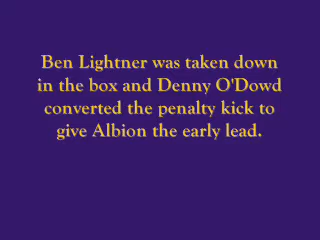 Ben Lightner was taken down
in the box and Denny O'Dowd
converted the penalty kick to
give Albion the early lead.